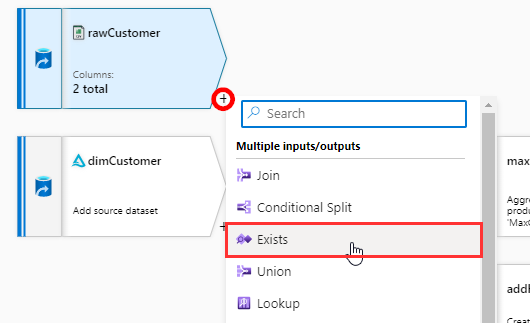 rawCustomer
Columns:
2 total
+
Search
Multiple inputs/outputs
Join
Conditional Split
Exists
Union
Lookup
dimCustomer
Add source dataset
+
max
Aggre
produ
'MaxC
addl
Crea